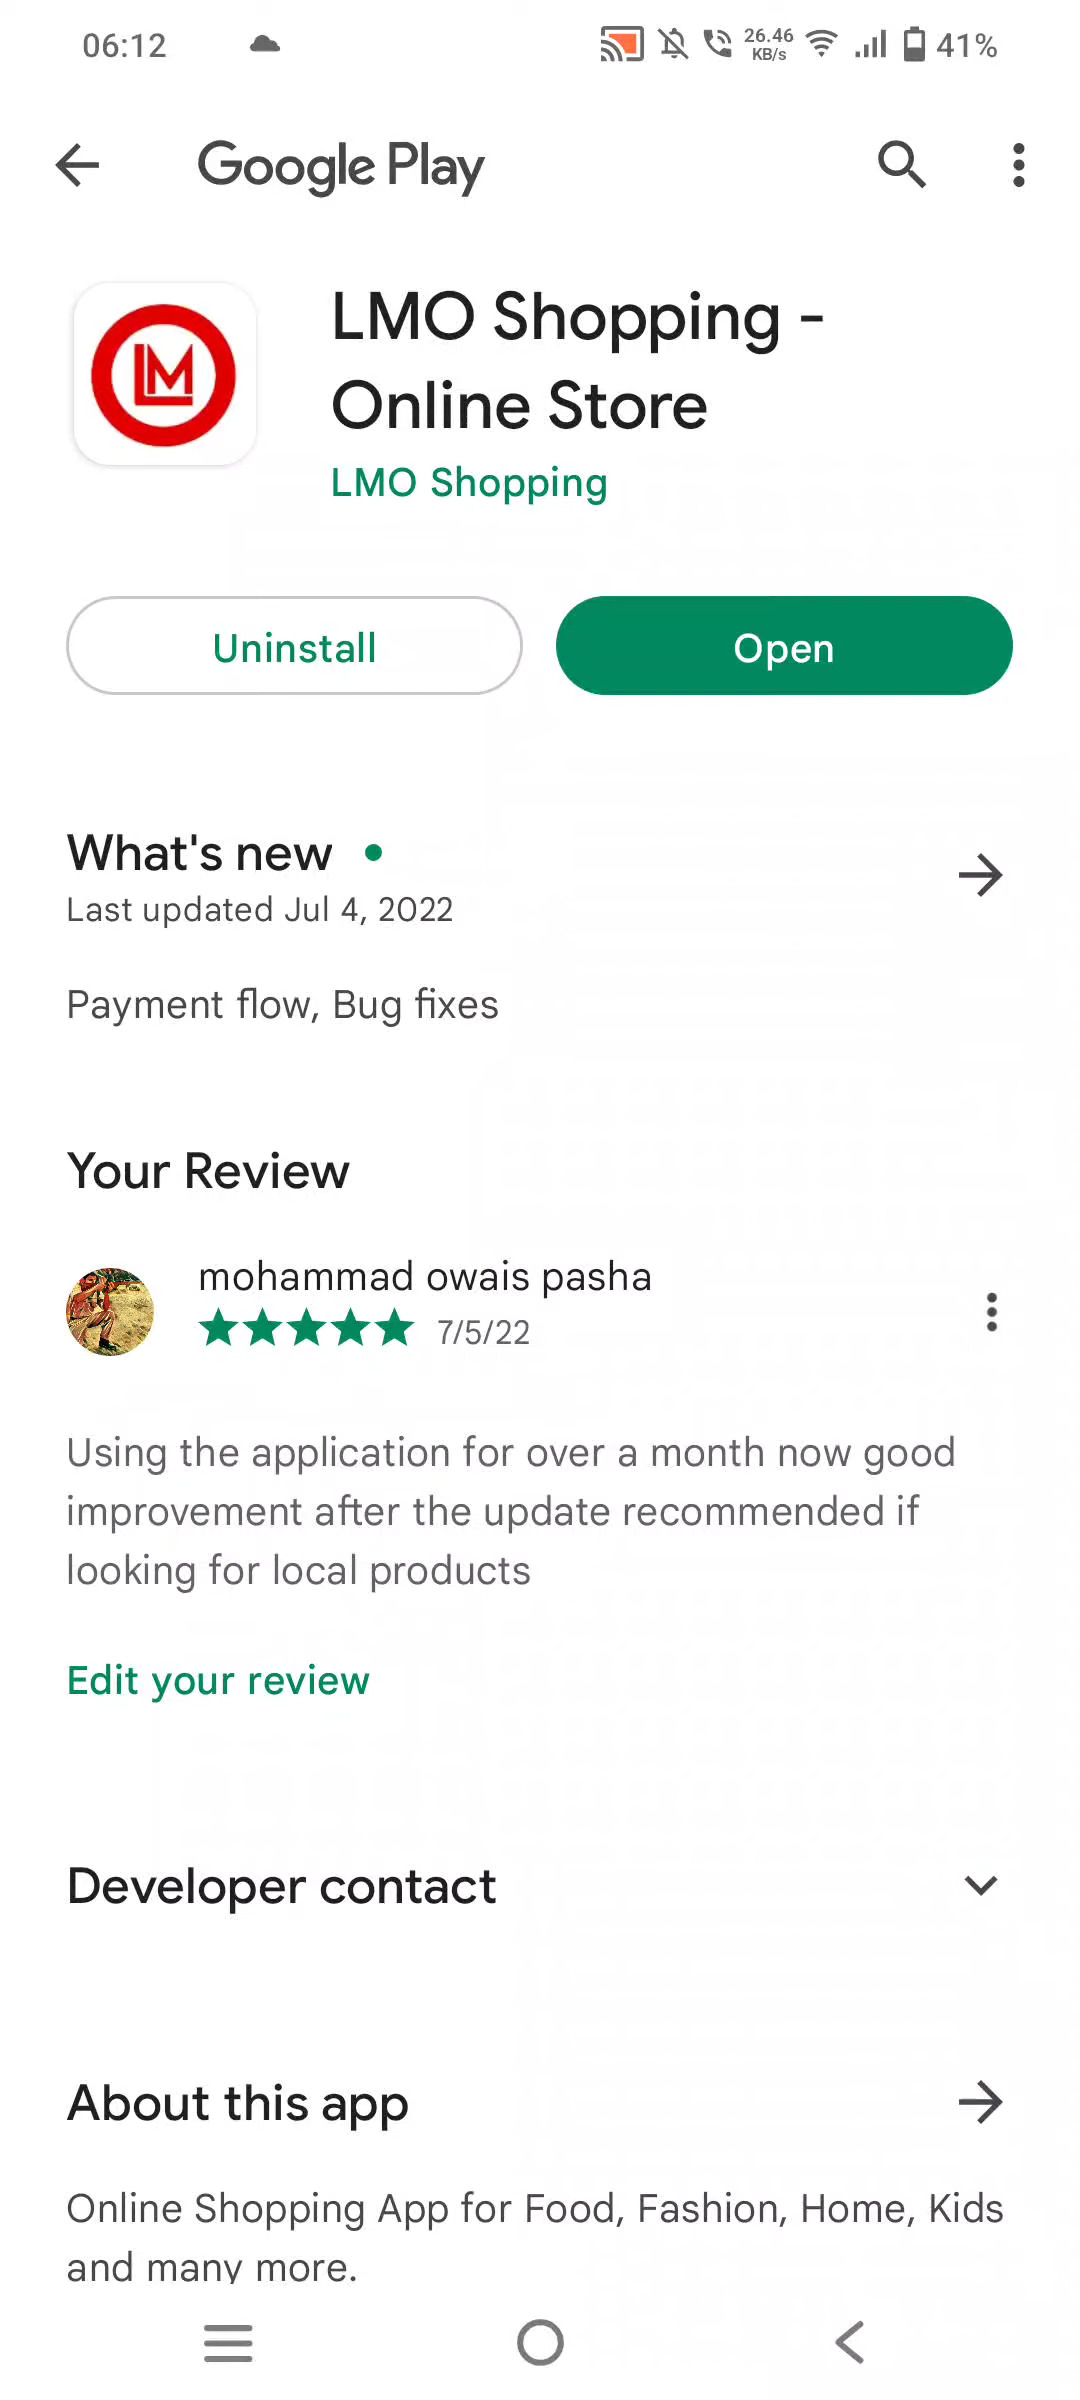 06:12
26.46
KB/s
41%
Google Play
LM
LMO Shopping -
Online Store
LMO Shopping
Uninstall
Open
What's new
Last updated Jul 4, 2022
Payment flow, Bug fixes
Your Review
mohammad owais pasha
7/5/22
Using the application for over a month now good
improvement after the update recommended if
looking for local products
Edit your review
Developer contact
About this app
Online Shopping App for Food, Fashion, Home, Kids
and many more.